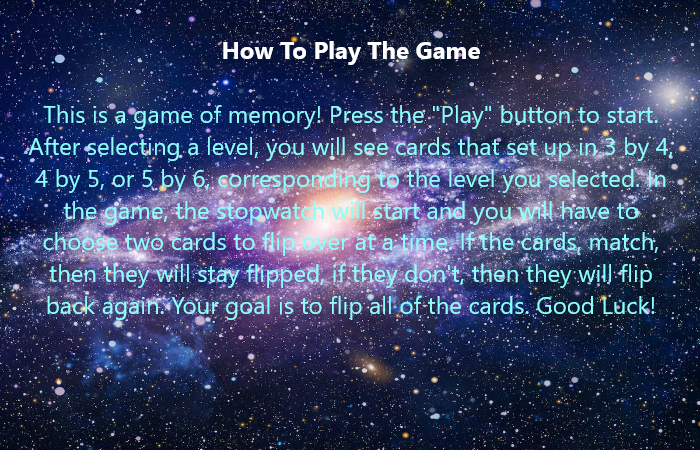 How To Play The Game
This is a game of memory! Press the "Play" button to start.
After selecting a level, you will see cards that set up in 3 by 4,
4 by 5, or 5 by 6, corresponding to the level you selected. In
the game, the stopwatch will start and you will have to
choose two cards to flip over at a time. If the cards, match,
then they will stay flipped, if they don't, then they will flip
back again. Your goal is to flip all of the cards. Good Luck!